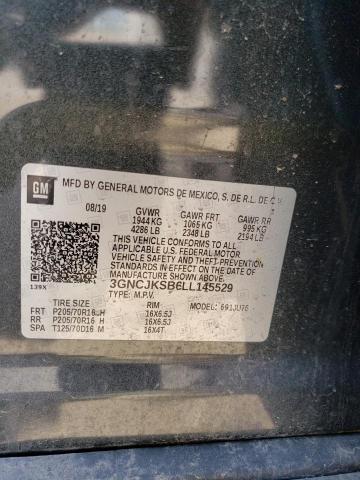 GM
MFD BY GENERAL MOTORS DE MEXICO, S. DE R.L. DE
08/19 GVWR GAWR FRT GAWR RR
1944 KG 1065 KG 995 KG
4286 LB 2348 LB 2194 LB
THIS VEHICLE CONFORMS TO ALL APPLICABLE
U.S. FEDERAL MOTOR
VEHICLE SAFETY AND THEFT PREVENTION
STANDARDS IN EFFECT ON THE DATE OF
MANUFACTURE SHOWN ABOVE.
139X 3GNCJKSB6LL145529
TYPE: M.P.V. MODEL: 691JU76
TIRE SIZE RIM
FRT P205/70R16 H 16X6.5J
RR P205/70R16 H 16X6.5J
SPA T125/70D16 M 16X4T